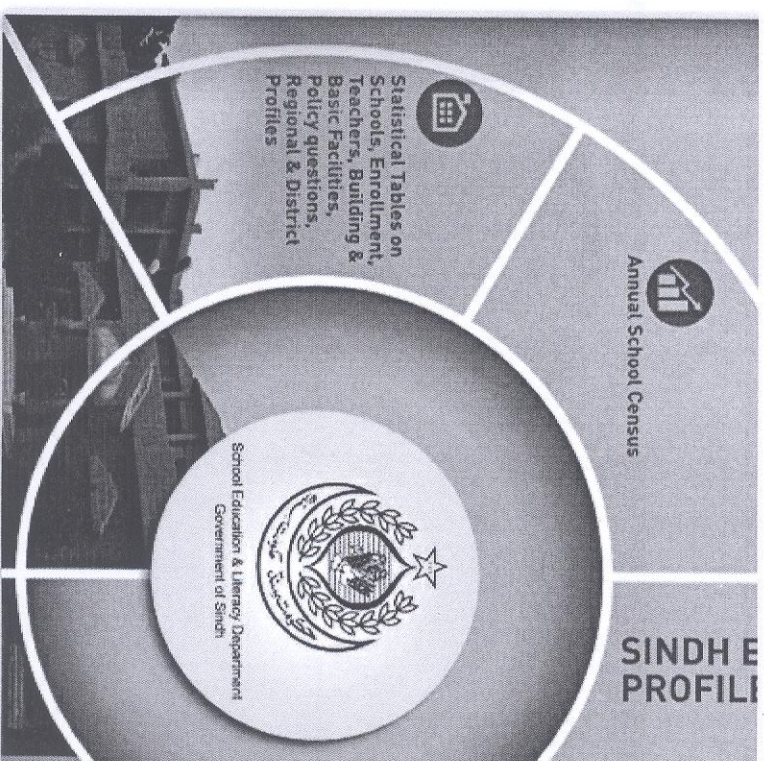 Statistical Tables on
Schools, Enrollment,
Teachers, Building &
Basic Facilities,
Policy questions,
Regional & District
Profiles
Annual School Census
School Education & Literacy Department
Government of Sindh
SINDH E
PROFILE